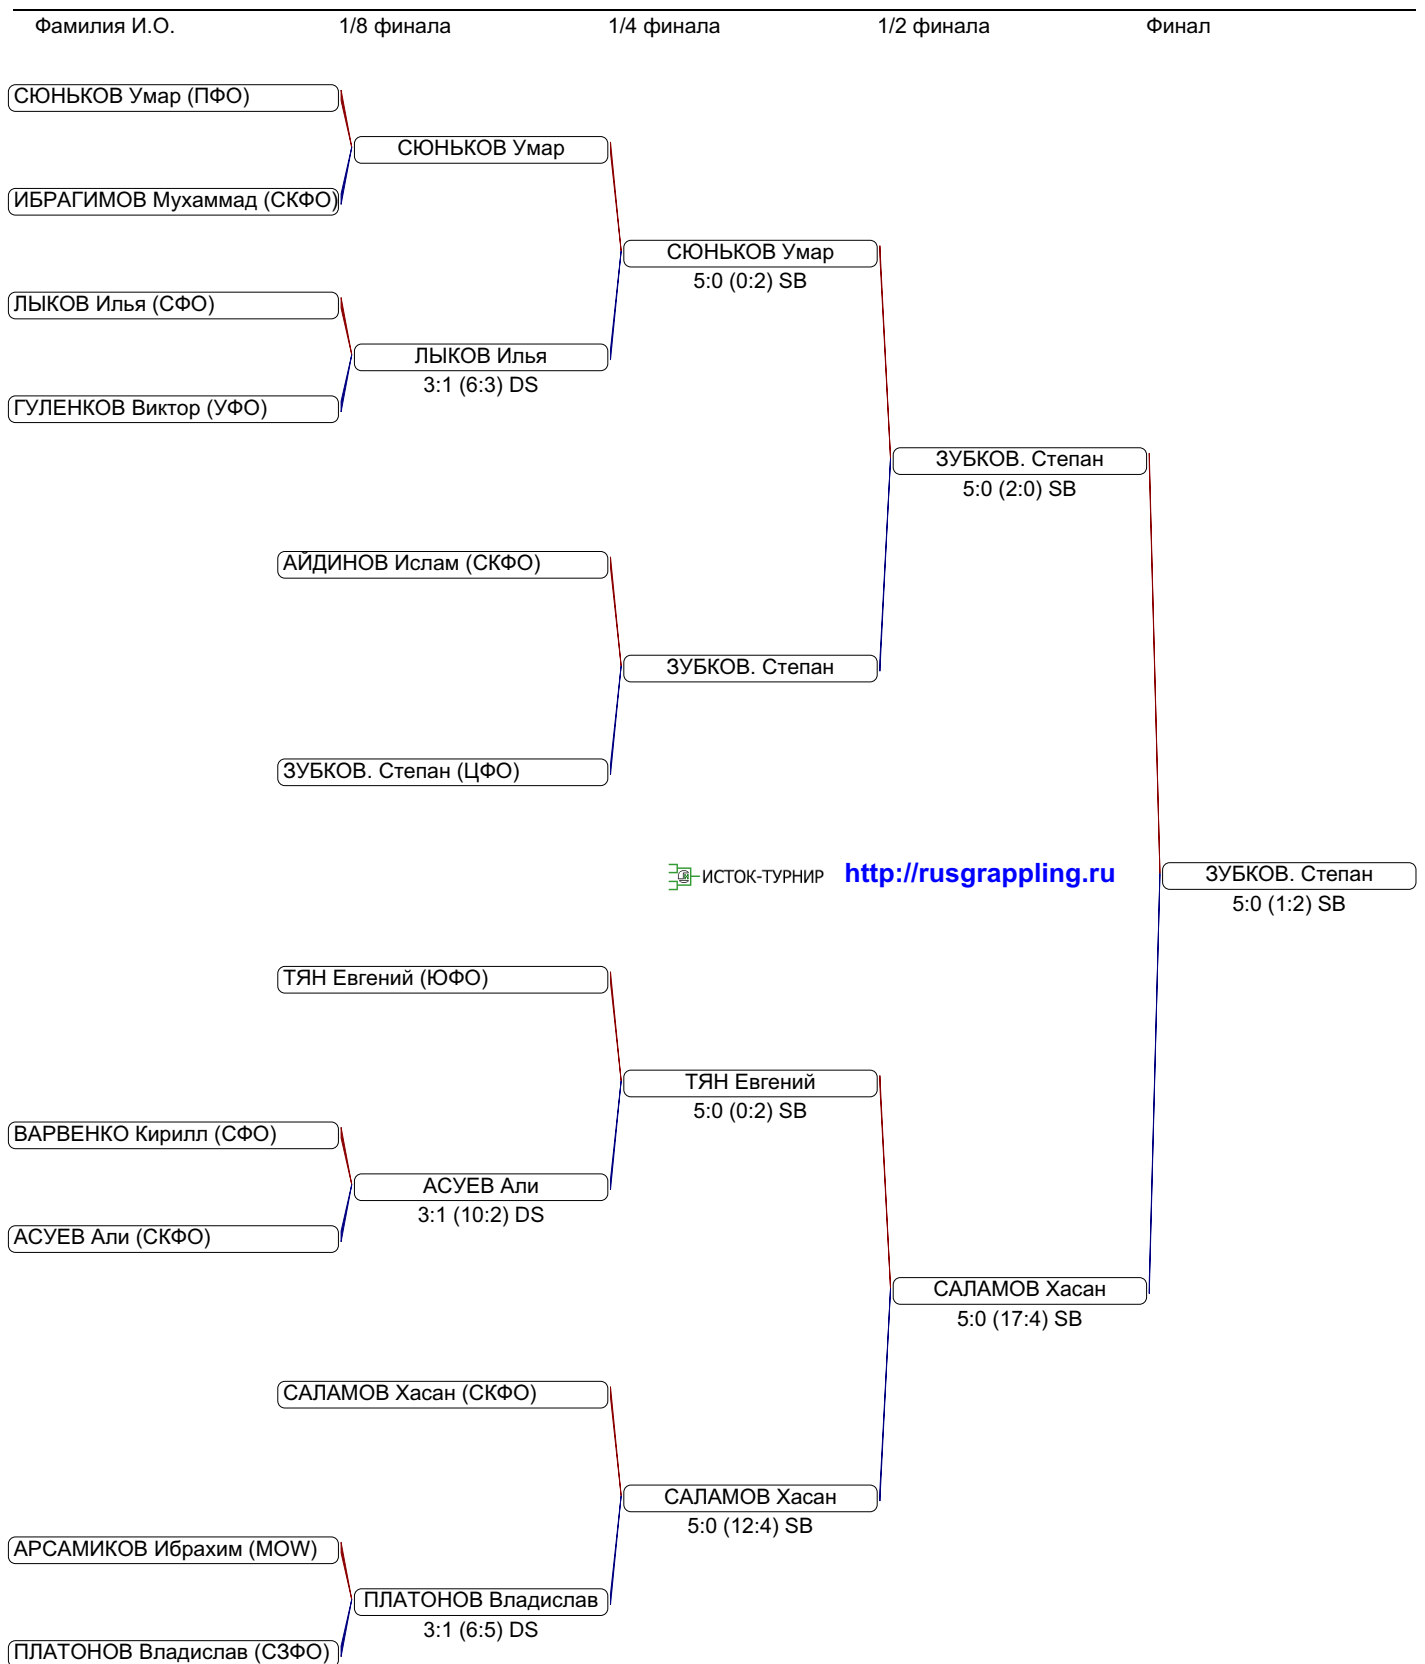 Фамилия И.О. 1/8 финала 1/4 финала 1/2 финала Финал
СЮНЬКОВ Умар (ПФО)
СЮНЬКОВ Умар
ИБРАГИМОВ Мухаммад (СКФО)
СЮНЬКОВ Умар
5:0 (0:2) SB
ЛЫКОВ Илья (СФО)
ЛЫКОВ Илья
3:1 (6:3) DS
ГУЛЕНКОВ Виктор (УФО)
ЗУБКОВ. Степан
5:0 (2:0) SB
АЙДИНОВ Ислам (СКФО)
ЗУБКОВ. Степан
ЗУБКОВ. Степан (ЦФО)
ИСТОК-ТУРНИР http://rusgrappling.ru
ЗУБКОВ. Степан
5:0 (1:2) SB
ТЯН Евгений (ЮФО)
ТЯН Евгений
5:0 (0:2) SB
ВАРВЕНКО Кирилл (СФО)
АСУЕВ Али
3:1 (10:2) DS
АСУЕВ Али (СКФО)
САЛАМОВ Хасан
5:0 (17:4) SB
САЛАМОВ Хасан (СКФО)
САЛАМОВ Хасан
5:0 (12:4) SB
АРСАМИКОВ Ибрахим (MOW)
ПЛАТОНОВ Владислав
3:1 (6:5) DS
ПЛАТОНОВ Владислав (СЗФО)